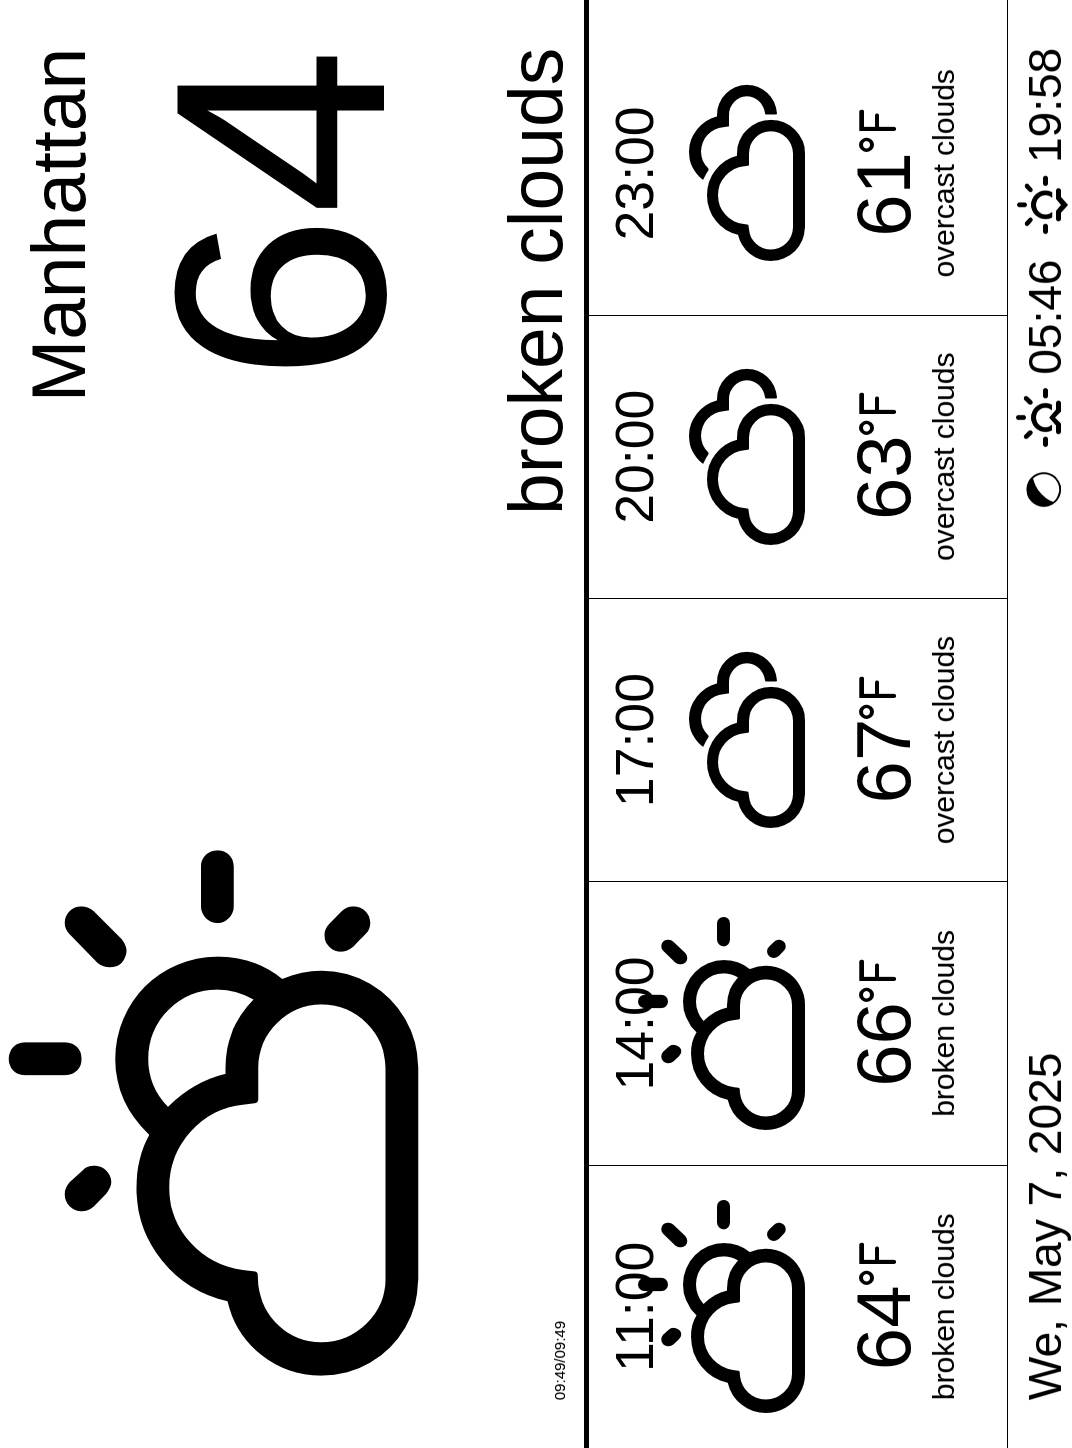 Manhattan
64
broken clouds
09:49/09:49
11:00 14:00 17:00 20:00 23:00
64°F 66°F 67°F 63°F 61°F
broken clouds broken clouds overcast clouds overcast clouds overcast clouds
We, May 7, 2025 05:46 19:58